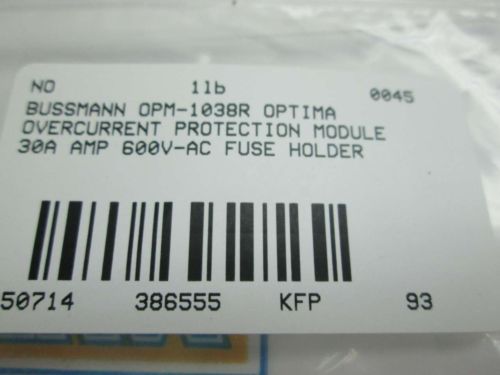 NO 1lb 0045
BUSSMANN OPM-1038R OPTIMA
OVERCURRENT PROTECTION MODULE
30A AMP 600V-AC FUSE HOLDER
50714 386555 KFP 93